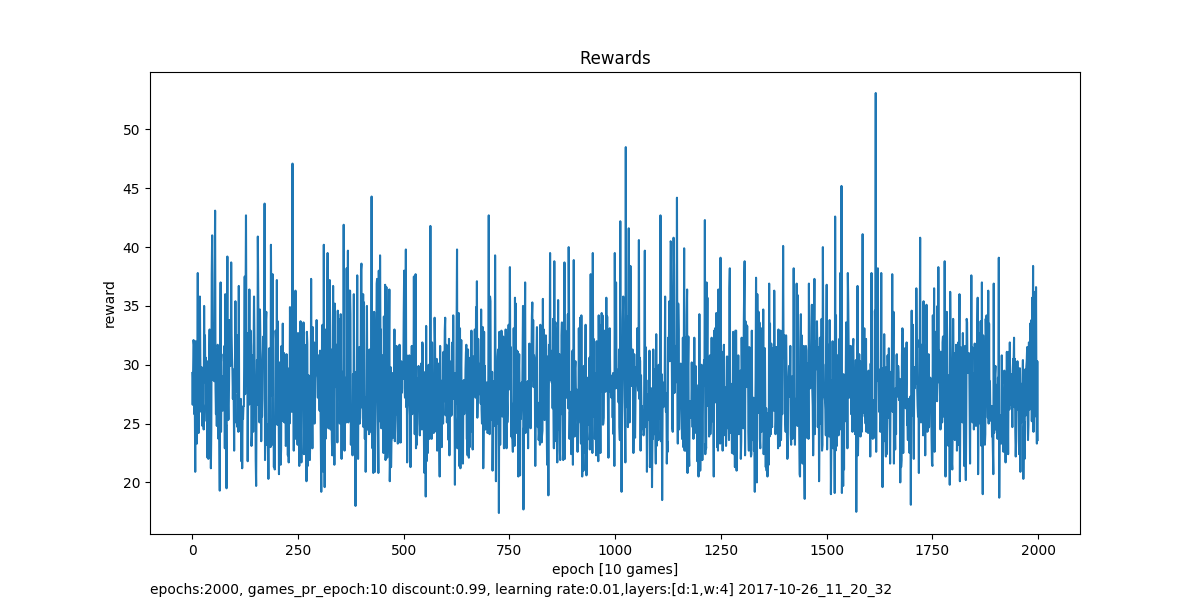 Rewards
50
45
40
35
30
25
20
reward
0 250 500 750 1000 1250 1500 1750 2000
epoch [10 games]
epochs:2000, games_pr_epoch:10 discount:0.99, learning rate:0.01,layers:[d:1,w:4] 2017-10-26_11_20_32